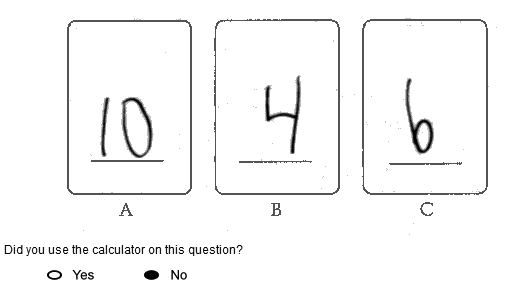 10 4 6
A B C
Did you use the calculator on this question?
Yes No